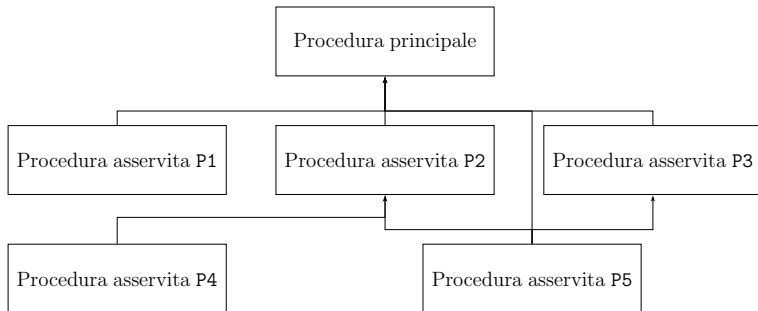 Procedura principale
Procedura asservita P1
Procedura asservita P2
Procedura asservita P3
Procedura asservita P4
Procedura asservita P5